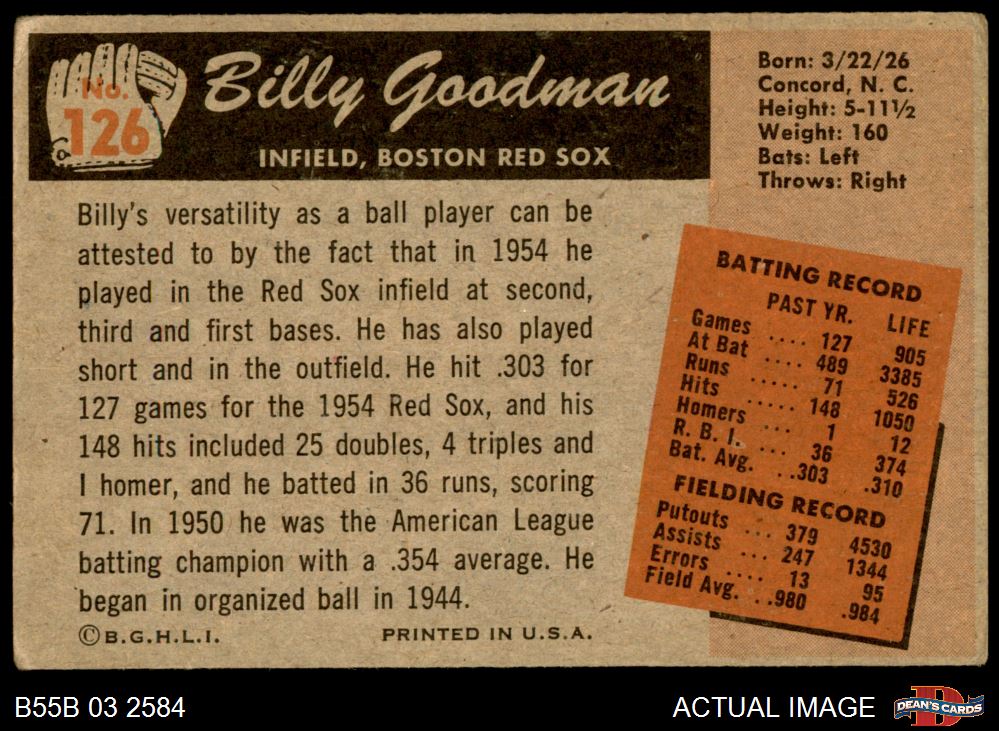 No.
126
Billy Goodman
INFIELD, BOSTON RED SOX
Born: 3/22/26
Concord, N. C.
Height: 5-11½
Weight: 160
Bats: Left
Throws: Right
Billy's versatility as a ball player can be
attested to by the fact that in 1954 he
played in the Red Sox infield at second,
third and first bases. He has also played
short and in the outfield. He hit .303 for
127 games for the 1954 Red Sox, and his
148 hits included 25 doubles, 4 triples and
1 homer, and he batted in 36 runs, scoring
71. In 1950 he was the American League
batting champion with a .354 average. He
began in organized ball in 1944.
©B.G.H.L.I. PRINTED IN U.S.A.
BATTING RECORD
PAST YR. LIFE
Games .... 127 905
At Bat .... 489 3385
Runs ..... 71 526
Hits ..... 148 1050
Homers ... 1 12
R. B. I. ... 36 374
Bat. Avg. ..303 .310
FIELDING RECORD
Putouts ... 379 4530
Assists ... 247 1344
Errors .... 13 95
Field Avg. ..980 .984
B55B 03 2584 ACTUAL IMAGE DEAN'S CARDS